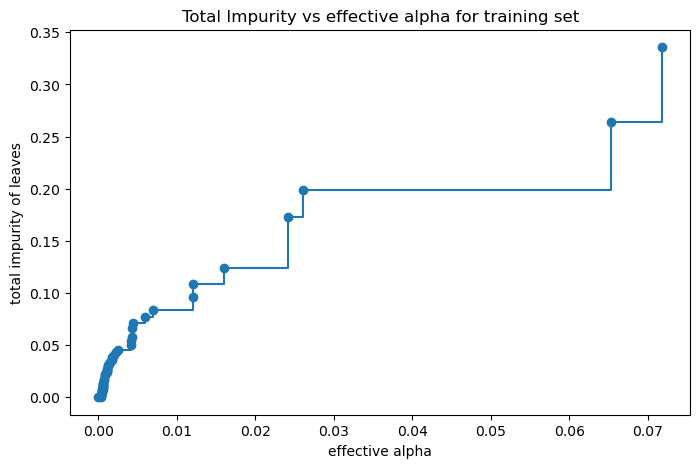 Total Impurity vs effective alpha for training set
0.35
0.30
0.25
0.20
0.15
0.10
0.05
0.00
total impurity of leaves
0.00 0.01 0.02 0.03 0.04 0.05 0.06 0.07
effective alpha